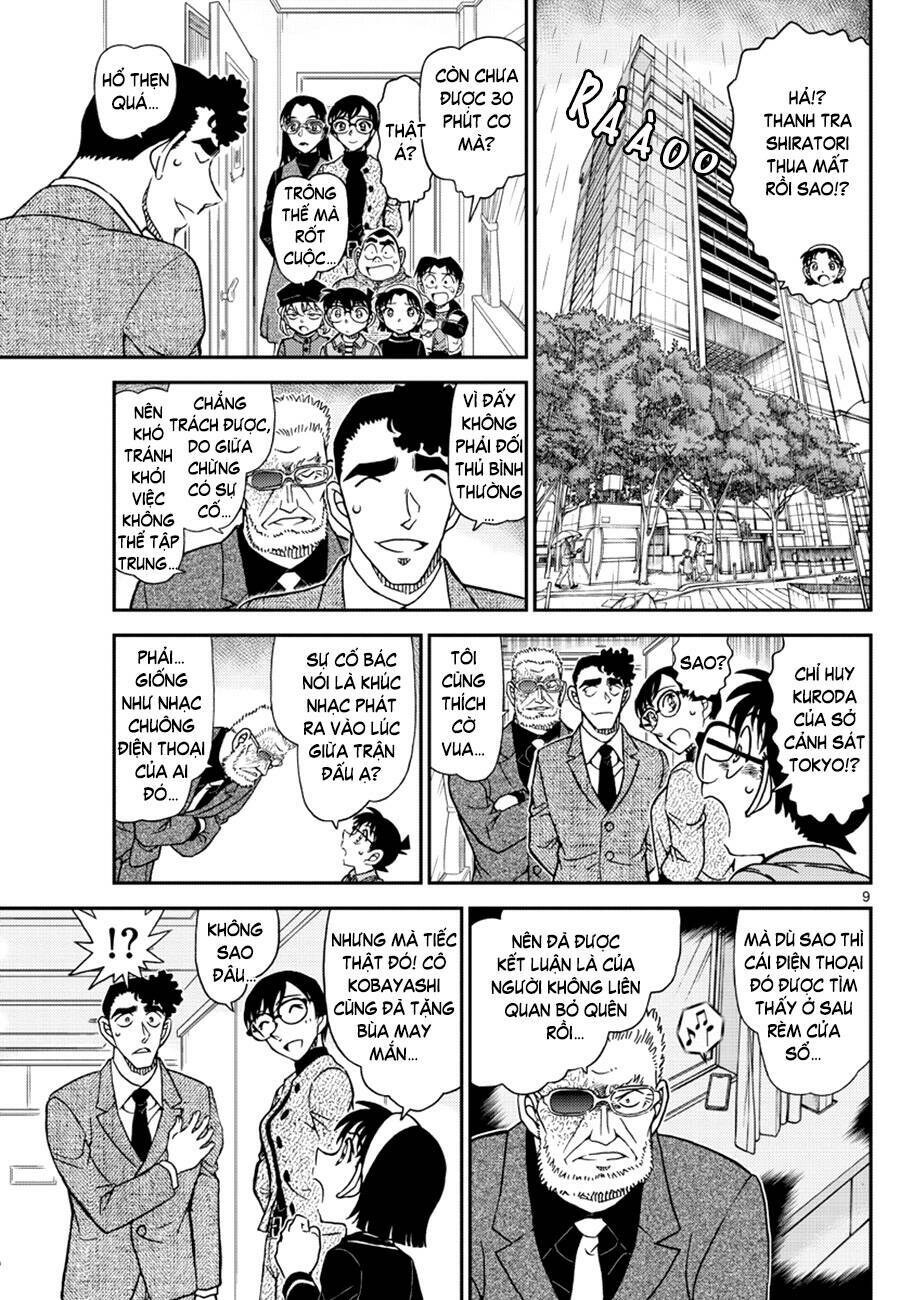 HẢ!?
THANH TRA
SHIRATORI
THUA MẤT
RỒI SAO!?
RÀÀOO
CÒN CHƯA
ĐƯỢC 30
PHÚT CƠ
MÀ?
THẬT
Á?
TRÔNG
THẾ MÀ
RỐT
CUỘC...
HỔ THẸN
QUÁ...
VÌ ĐẤY
KHÔNG
PHẢI ĐỐI
THỦ BÌNH
THƯỜNG
...
CHẲNG
TRÁCH ĐƯỢC,
DO GIỮA
CHỪNG
CÓ SỰ
CỐ...
NÊN
KHÓ
TRÁNH
KHỎI
VIỆC
KHÔNG
THỂ TẬP
TRUNG...
CHỈ HUY
KURODA
CỦA SỞ
CẢNH SÁT
TOKYO!?
SAO?
TÔI
CŨNG
THÍCH
CỜ
VUA...
SỰ CỐ BÁC
NÓI LÀ KHÚC
NHẠC PHÁT
RA VÀO LÚC
GIỮA TRẬN
ĐẤU Ạ?
PHẢI...
GIỐNG
NHƯ NHẠC
CHUÔNG
ĐIỆN THOẠI
CỦA AI
ĐÓ...
9
MÀ DÙ SAO THÌ
CÁI ĐIỆN THOẠI
ĐÓ ĐƯỢC TÌM
THẤY Ở SAU
RÈM CỬA
SỔ...
NÊN ĐÃ ĐƯỢC
KẾT LUẬN LÀ CỦA
NGƯỜI KHÔNG LIÊN
QUAN BỎ QUÊN
RỒI...
NHƯNG MÀ TIẾC
THẬT ĐÓ! CÔ
KOBAYASHI
CŨNG ĐÃ TẶNG
BÙA MAY
MẮN...
KHÔNG
SAO
ĐÂU...
!?